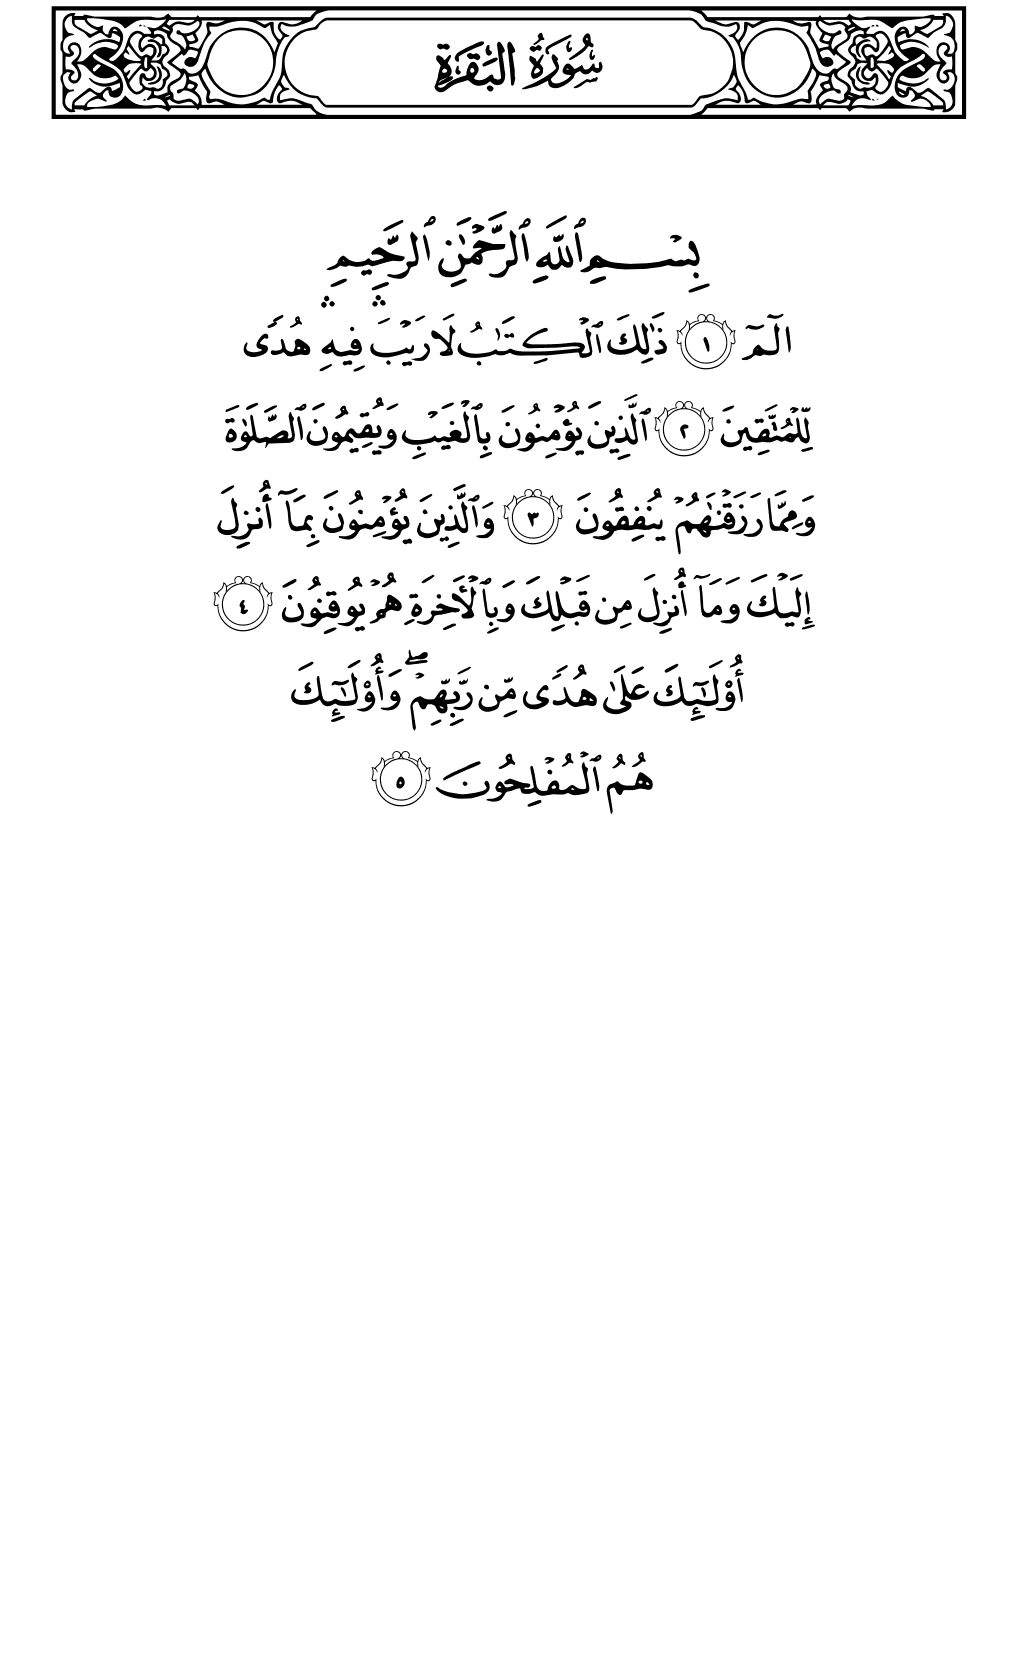 سُورَةُ البَقَرَةِ
بِسْمِ ٱللَّهِ ٱلرَّحْمَٰنِ ٱلرَّحِيمِ
الٓمٓ ١ ذَٰلِكَ ٱلْكِتَٰبُ لَا رَيْبَ ۛ فِيهِ ۛ هُدًى
لِّلْمُتَّقِينَ ٢ ٱلَّذِينَ يُؤْمِنُونَ بِٱلْغَيْبِ وَيُقِيمُونَ ٱلصَّلَوٰةَ
وَمِمَّا رَزَقْنَٰهُمْ يُنفِقُونَ ٣ وَٱلَّذِينَ يُؤْمِنُونَ بِمَآ أُنزِلَ
إِلَيْكَ وَمَآ أُنزِلَ مِن قَبْلِكَ وَبِٱلْأَخِرَةِ هُمْ يُوقِنُونَ ٤
أُو۟لَٰٓئِكَ عَلَىٰ هُدًى مِّن رَّبِّهِمْ ۖ وَأُو۟لَٰٓئِكَ
هُمُ ٱلْمُفْلِحُونَ ٥